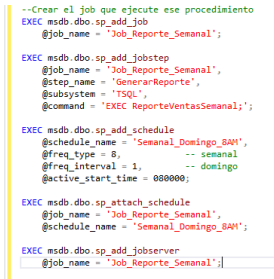 --Crear el job que ejecute ese procedimiento
EXEC msdb.dbo.sp_add_job
@job_name = 'Job_Reporte_Semanal';
EXEC msdb.dbo.sp_add_jobstep
@job_name = 'Job_Reporte_Semanal',
@step_name = 'GenerarReporte',
@subsystem = 'TSQL',
@command = 'EXEC ReporteVentasSemanal;';
EXEC msdb.dbo.sp_add_schedule
@schedule_name = 'Semanal_Domingo_8AM',
@freq_type = 8, -- semanal
@freq_interval = 1, -- domingo
@active_start_time = 080000;
EXEC msdb.dbo.sp_attach_schedule
@job_name = 'Job_Reporte_Semanal',
@schedule_name = 'Semanal_Domingo_8AM';
EXEC msdb.dbo.sp_add_jobserver
@job_name = 'Job_Reporte_Semanal';